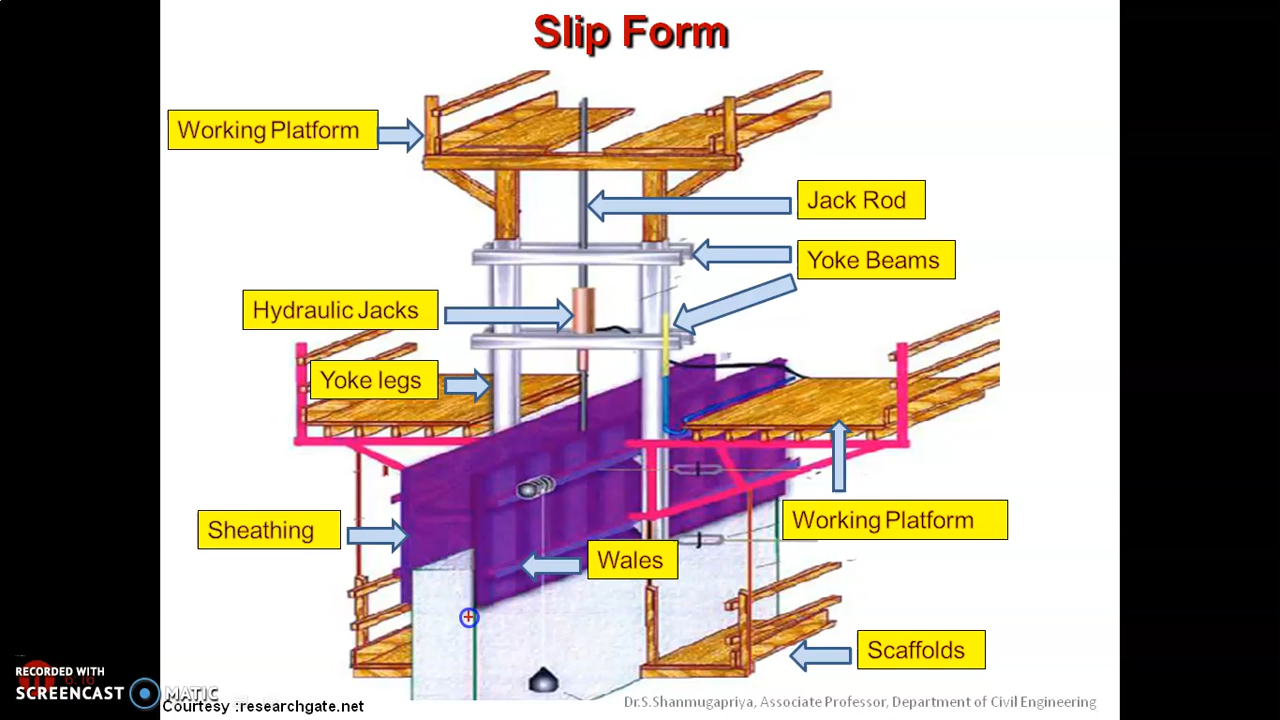 Slip Form
Working Platform
Jack Rod
Yoke Beams
Hydraulic Jacks
Yoke legs
Working Platform
Sheathing
Wales
Scaffolds
RECORDED WITH
SCREENCAST MATIC
Courtesy :researchgate.net
Dr.S.Shanmugapriya, Associate Professor, Department of Civil Engineering